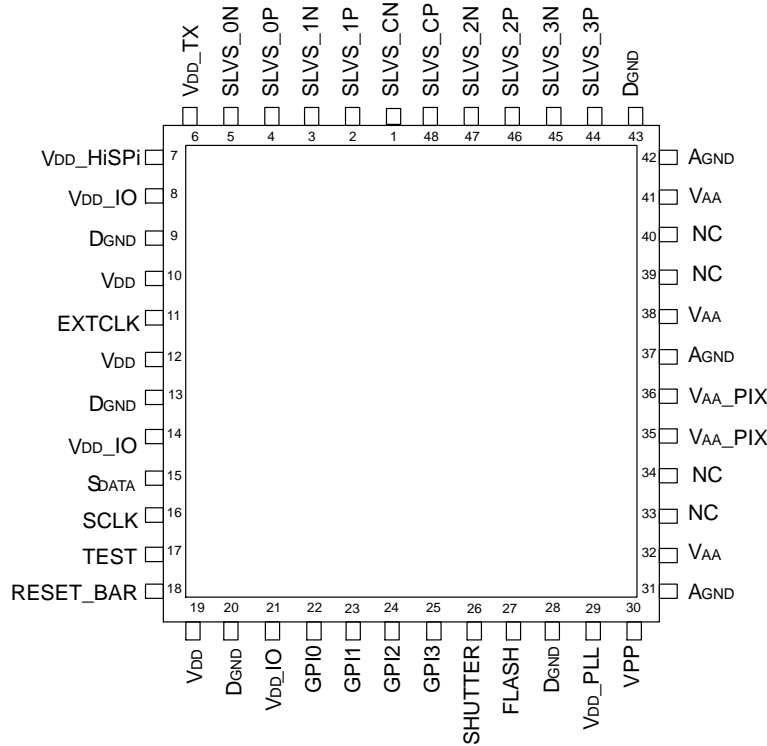 VDD_TX
SLVS_0N
SLVS_0P
SLVS_1N
SLVS_1P
SLVS_CN
SLVS_CP
SLVS_2N
SLVS_2P
SLVS_3N
SLVS_3P
DGND
6 5 4 3 2 1 48 47 46 45 44 43
VDD_HiSPi 7
VDD_IO 8
DGND 9
VDD 10
EXTCLK 11
VDD 12
DGND 13
VDD_IO 14
SDATA 15
SCLK 16
TEST 17
RESET_BAR 18
42 AGND
41 VAA
40 NC
39 NC
38 VAA
37 AGND
36 VAA_PIX
35 VAA_PIX
34 NC
33 NC
32 VAA
31 AGND
19 20 21 22 23 24 25 26 27 28 29 30
VDD
DGND
VDD_IO
GPI0
GPI1
GPI2
GPI3
SHUTTER
FLASH
DGND
VDD_PLL
VPP